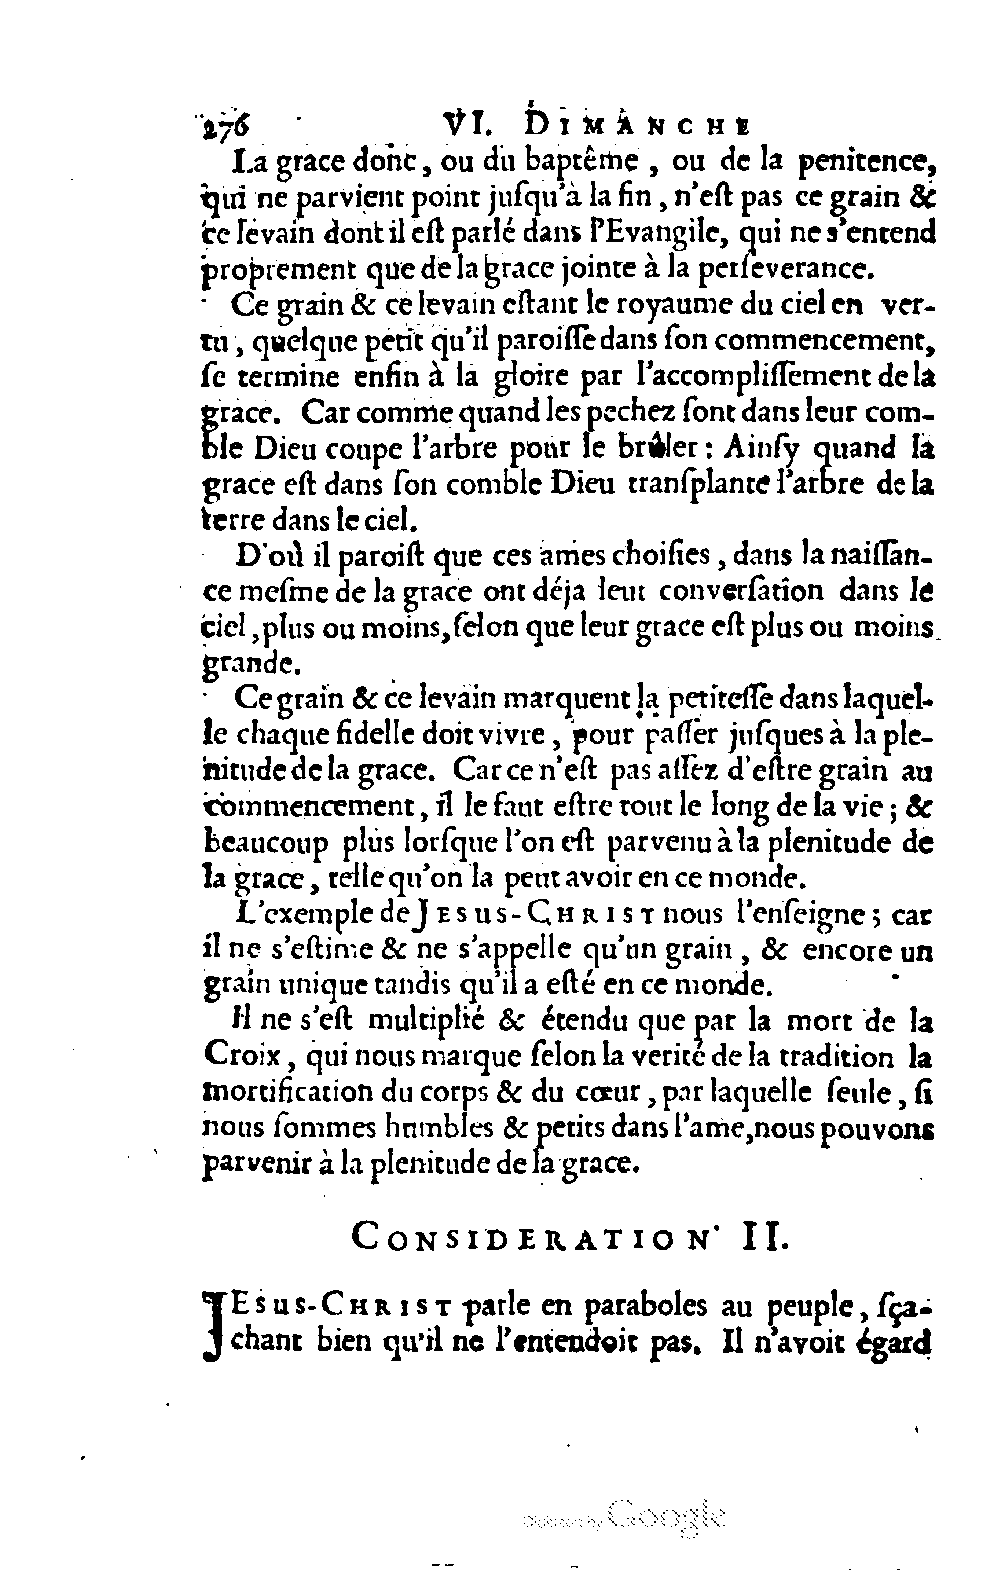 276 VI. DIMANCHE
La grace donc, ou du baptême, ou de la penitence,
qui ne parvient point juſqu'à la fin, n'eſt pas ce grain &
ce levain dont il eſt parlé dans l'Evangile, qui ne s'entend
proprement que de la grace jointe à la perſeverance.
Ce grain & ce levain eſtant le royaume du ciel en ver-
tu, quelque petit qu'il paroiſſe dans ſon commencement,
ſe termine enfin à la gloire par l'accompliſſement de la
grace. Car comme quand les pechez ſont dans leur com-
ble Dieu coupe l'arbre pour le brûler : Ainſy quand la
grace eſt dans ſon comble Dieu tranſplante l'arbre de la
terre dans le ciel.
D'où il paroiſt que ces ames choiſies, dans la naiſſan-
ce meſme de la grace ont déja leur converſation dans le
ciel, plus ou moins, ſelon que leur grace eſt plus ou moins
grande.
Ce grain & ce levain marquent la petiteſſe dans laquel-
le chaque fidelle doit vivre, pour paſſer juſques à la ple-
nitude de la grace. Car ce n'eſt pas aſſez d'eſtre grain au
commencement, il le faut eſtre tout le long de la vie ; &
beaucoup plus lorſque l'on eſt parvenu à la plenitude de
la grace, telle qu'on la peut avoir en ce monde.
L'exemple de JESUS-CHRIST nous l'enſeigne ; car
il ne s'eſtime & ne s'appelle qu'un grain, & encore un
grain unique tandis qu'il a eſté en ce monde.
Il ne s'eſt multiplié & étendu que par la mort de la
Croix, qui nous marque ſelon la verité de la tradition la
mortification du corps & du cœur, par laquelle ſeule, ſi
nous ſommes humbles & petits dans l'ame, nous pouvons
parvenir à la plenitude de la grace.
CONSIDERATION II.
JESUS-CHRIST parle en paraboles au peuple, ſça-
chant bien qu'il ne l'entendoit pas. Il n'avoit égard
Digitized by Google